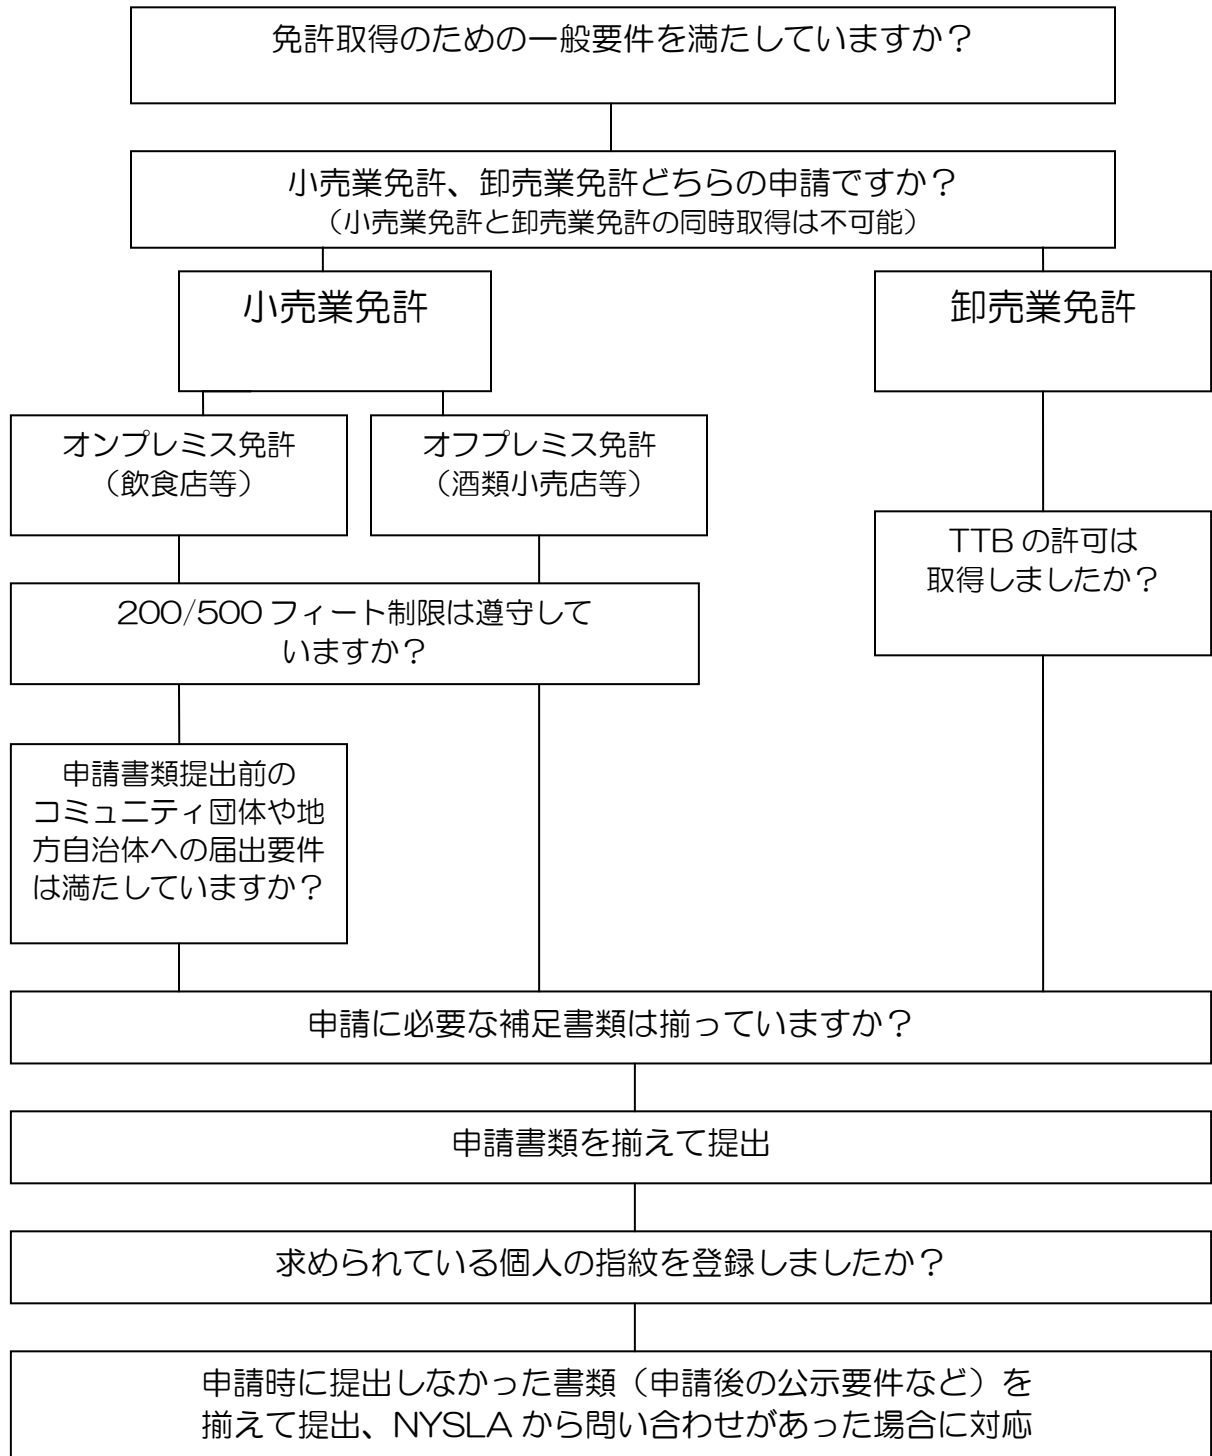 免許取得のための一般要件を満たしていますか？
小売業免許、卸売業免許どちらの申請ですか？
（小売業免許と卸売業免許の同時取得は不可能）
小売業免許
卸売業免許
オンプレミス免許
（飲食店等）
オフプレミス免許
（酒類小売店等）
TTB の許可は
取得しましたか？
200/500 フィート制限は遵守して
いますか？
申請書類提出前の
コミュニティ団体や地
方自治体への届出要件
は満たしていますか？
申請に必要な補足書類は揃っていますか？
申請書類を揃えて提出
求められている個人の指紋を登録しましたか？
申請時に提出しなかった書類（申請後の公示要件など）を
揃えて提出、NYSLA から問い合わせがあった場合に対応